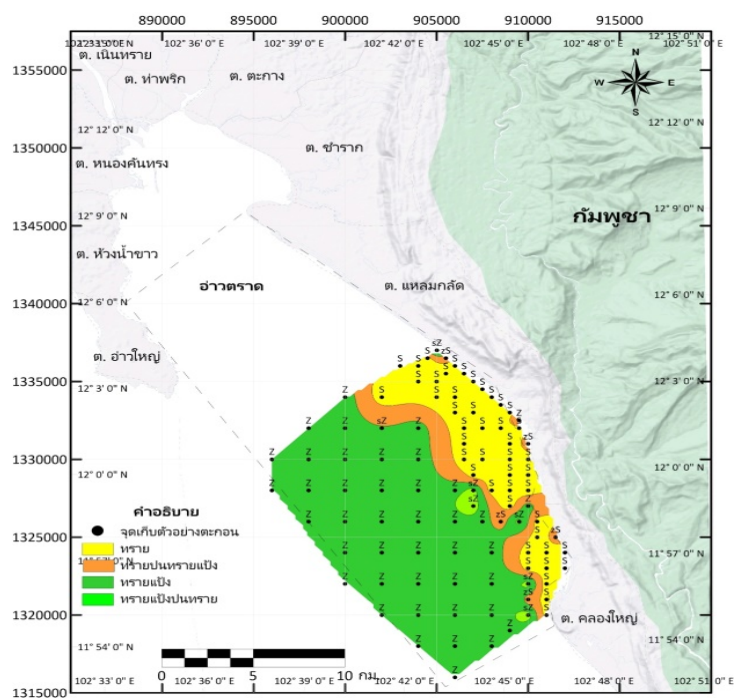 890000 895000 900000 905000 910000 915000
102° 36' 0" E 102° 39' 0" E 102° 42' 0" E 102° 45' 0" E 102° 48' 0" E 102° 51' 0" E
12° 15' 0" N
ต. เนินทราย
1355000
ต. ท่าพริก
ต. ตะกาง
N
W E
S
12° 12' 0" N
12° 12' 0" N
1350000
ต. ชำราก
ต. หนองคันทรง
12° 9' 0" N
12° 9' 0" N
กัมพูชา
1345000
ต. ห้วงน้ำขาว
อ่าวตราด
ต. แหลมกลัด
12° 6' 0" N
12° 6' 0" N
1340000
ต. อ่าวใหญ่
1335000
12° 3' 0" N
12° 3' 0" N
1330000
12° 0' 0" N
12° 0' 0" N
คำอธิบาย
จุดเก็บตัวอย่างตะกอน
1325000
ทราย
ทรายปนทรายแป้ง
11° 57' 0" N
ทรายแป้ง
ทรายแป้งปนทราย
1320000
ต. คลองใหญ่
11° 54' 0" N
11° 54' 0" N
0 5 10 กม.
1315000
102° 33' 0" E 102° 36' 0" E 102° 39' 0" E 102° 42' 0" E 102° 45' 0" E 102° 48' 0" E 102° 51' 0" E